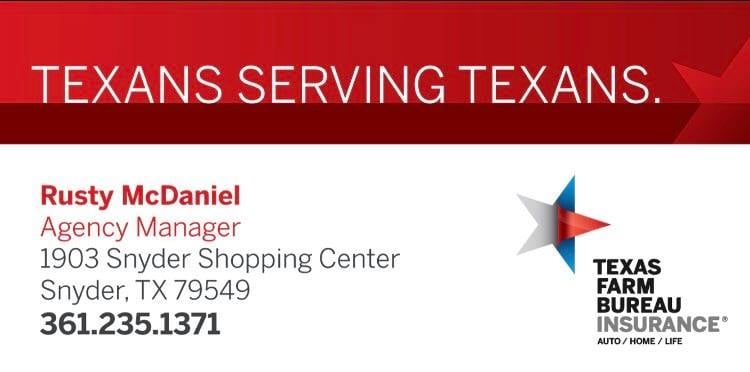 TEXANS SERVING TEXANS.
Rusty McDaniel
Agency Manager
1903 Snyder Shopping Center
Snyder, TX 79549
361.235.1371
TEXAS
FARM
BUREAU
INSURANCE®
AUTO / HOME / LIFE